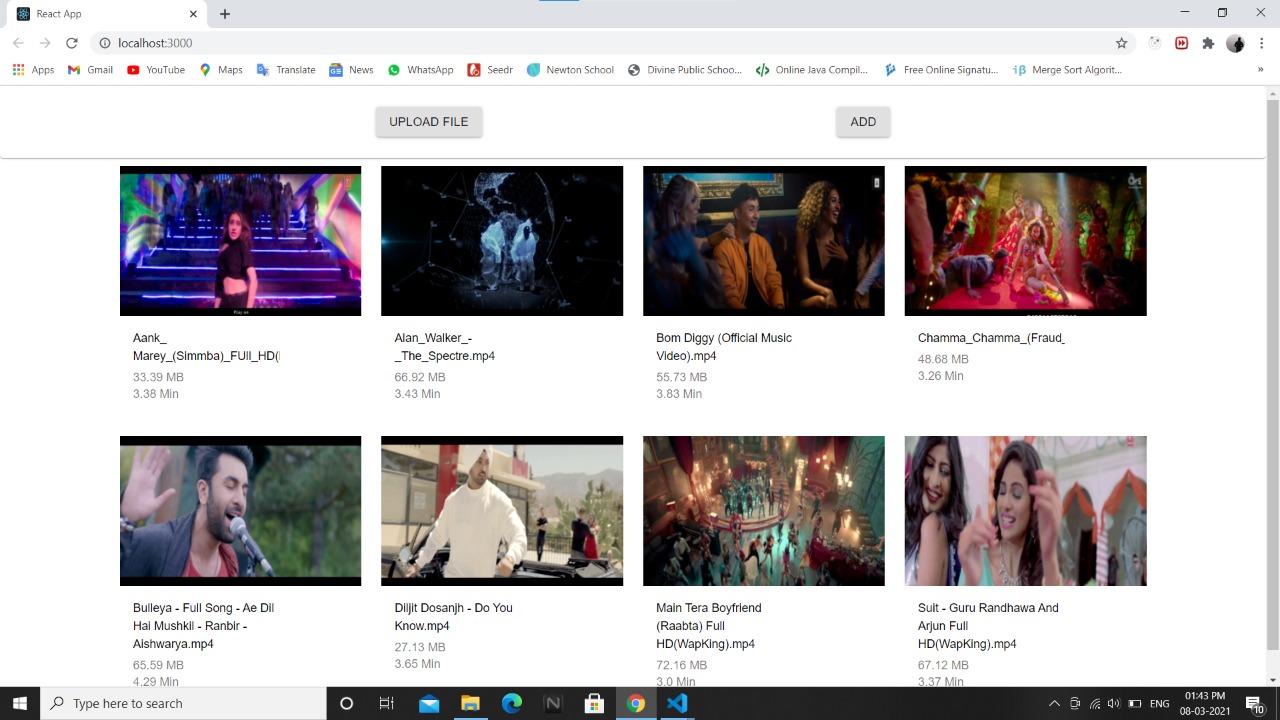 React App
localhost:3000
Apps Gmail YouTube Maps Translate News WhatsApp Seedr Newton School Divine Public Schoo... Online Java Compil... Free Online Signatu... Merge Sort Algorit... »
UPLOAD FILE ADD
Play on
Aank_
Marey_(Simmba)_FUll_HD(
33.39 MB
3.38 Min
Alan_Walker_-
_The_Spectre.mp4
66.92 MB
3.43 Min
Bom Diggy (Official Music
Video).mp4
55.73 MB
3.83 Min
Chamma_Chamma_(Fraud_
48.68 MB
3.26 Min
Bulleya - Full Song - Ae Dil
Hai Mushkil - Ranbir -
Aishwarya.mp4
65.59 MB
4.29 Min
Diljit Dosanjh - Do You
Know.mp4
27.13 MB
3.65 Min
Main Tera Boyfriend
(Raabta) Full
HD(WapKing).mp4
72.16 MB
3.0 Min
Suit - Guru Randhawa And
Arjun Full
HD(WapKing).mp4
67.12 MB
3.37 Min
Type here to search
ENG
01:43 PM
08-03-2021
10